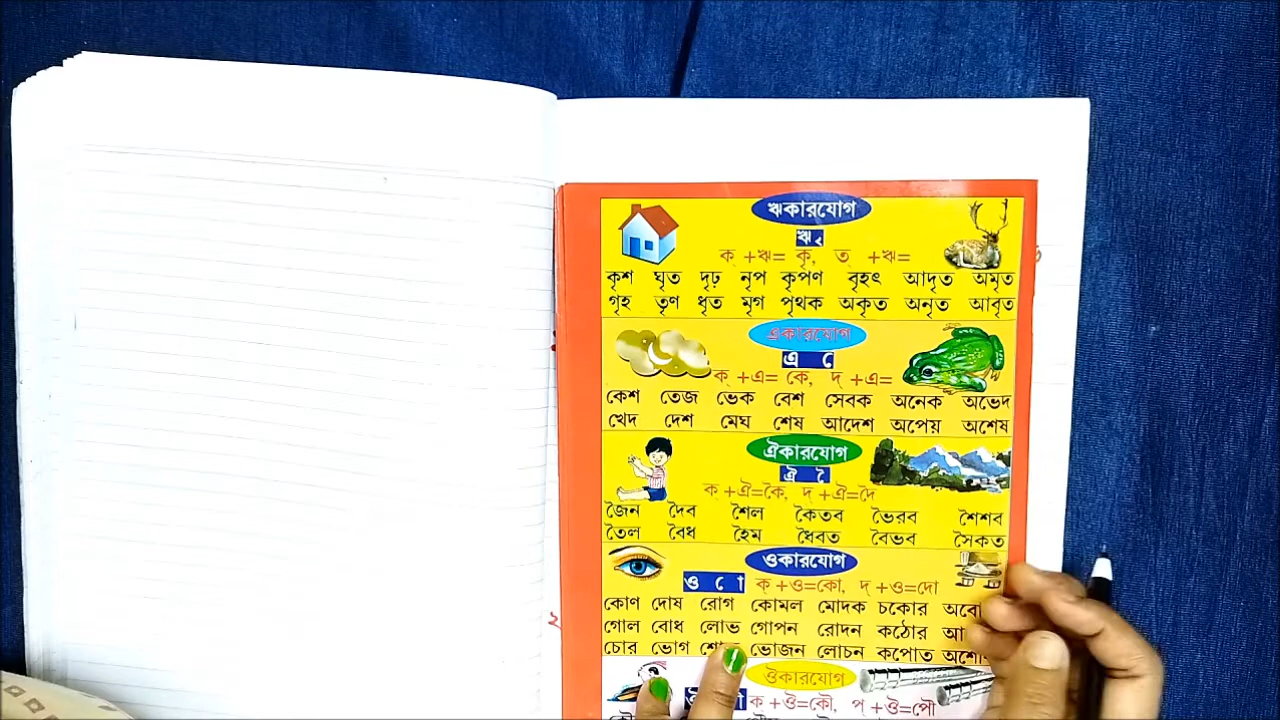 ঋকারযোগ
ঋ ৃ
ক্ +ঋ= কৃ, ত্ +ঋ=
কৃশ ঘৃত দৃঢ় নৃপ কৃপণ বৃহৎ আদৃত অমৃত
গৃহ তৃণ ধৃত মৃগ পৃথক অকৃত অনৃত আবৃত
একারযোগ
এ ে
ক্ +এ= কে, দ্ +এ=
কেশ তেজ ভেক বেশ সেবক অনেক অভেদ
খেদ দেশ মেঘ শেষ আদেশ অপেয় অশেষ
ঐকারযোগ
ঐ ৈ
ক্ +ঐ=কৈ, দ্ +ঐ=দৈ
জৈন দৈব শৈল কৈতব ভৈরব শৈশব
তৈল বৈধ হৈম ধৈবত বৈভব সৈকত
ওকারযোগ
ও ো ক্ +ও=কো, দ্ +ও=দো
কোণ দোষ রোগ কোমল মোদক চকোর
গোল বোধ লোভ গোপন রোদন কঠোর
চোর ভোগ ভোজন লোচন কপোত
ঔকারযোগ
ক্ +ঔ=কৌ, প্ +ঔ=পৌ
২